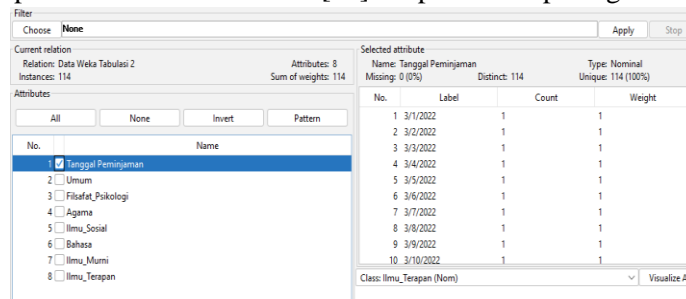 Filter
Choose None Apply Stop
Current relation
Relation: Data Weka Tabulasi 2 Attributes: 8
Instances: 114 Sum of weights: 114
Attributes
All None Invert Pattern
No. Name
1 Tanggal Peminjaman
2 Umum
3 Filsafat_Psikologi
4 Agama
5 Ilmu_Sosial
6 Bahasa
7 Ilmu_Murni
8 Ilmu_Terapan
Selected attribute
Name: Tanggal Peminjaman Type: Nominal
Missing: 0 (0%) Distinct: 114 Unique: 114 (100%)
No. Label Count Weight
1 3/1/2022 1 1
2 3/2/2022 1 1
3 3/3/2022 1 1
4 3/4/2022 1 1
5 3/5/2022 1 1
6 3/6/2022 1 1
7 3/7/2022 1 1
8 3/8/2022 1 1
9 3/9/2022 1 1
10 3/10/2022 1 1
Class: Ilmu_Terapan (Nom) Visualize A